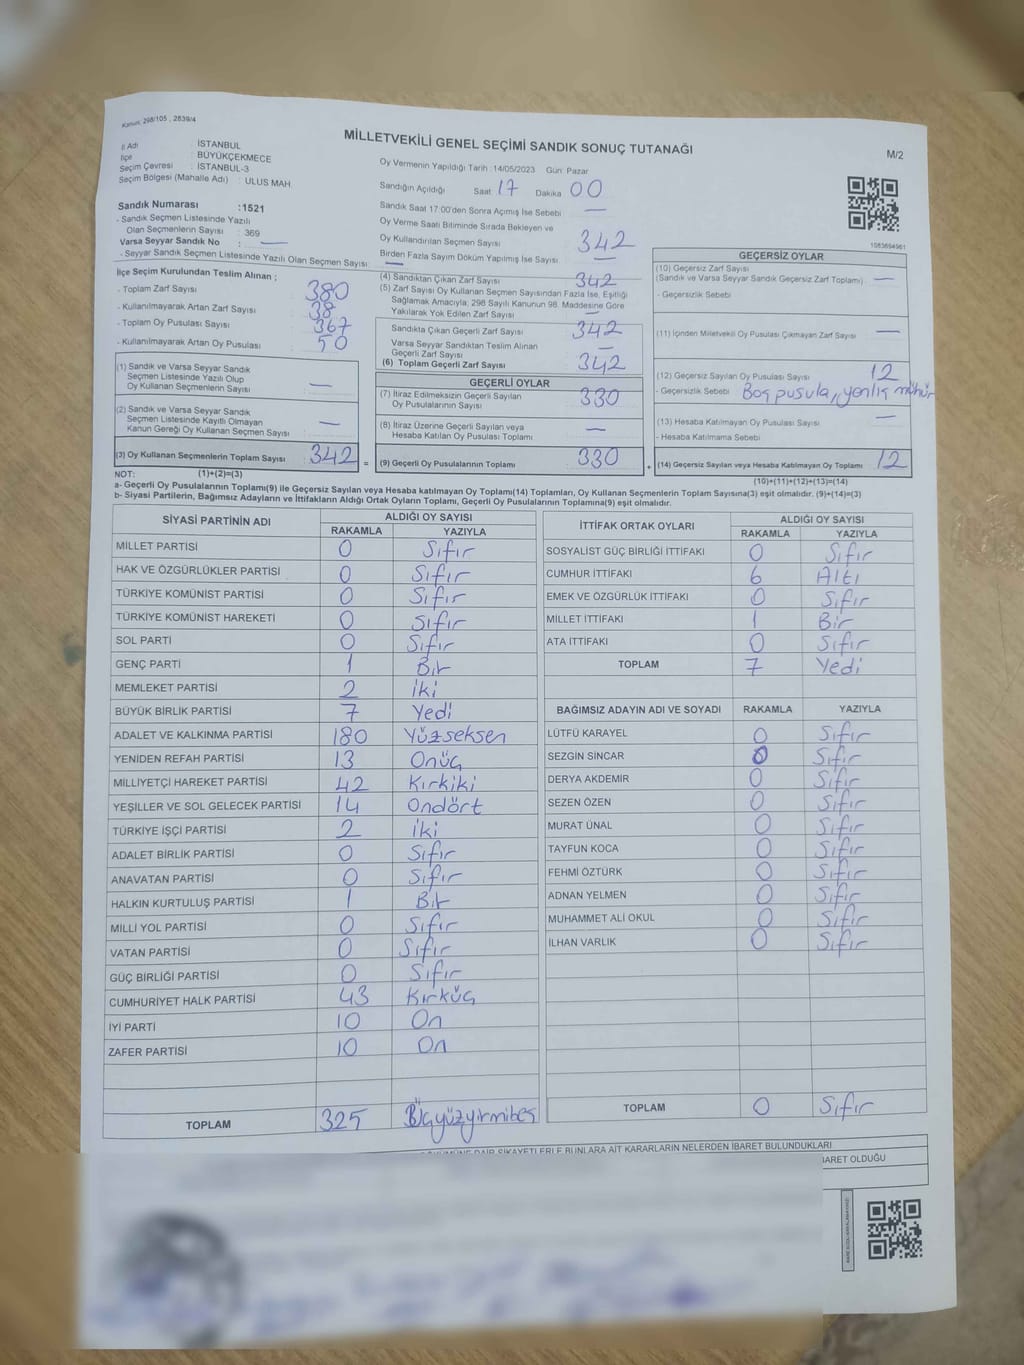 Kanun: 298/105 , 2839/4
MİLLETVEKİLİ GENEL SEÇİMİ SANDIK SONUÇ TUTANAĞI
M/2
İl Adı : İSTANBUL
İlçe : BÜYÜKÇEKMECE
Seçim Çevresi : İSTANBUL-3
Seçim Bölgesi (Mahalle Adı) : ULUS MAH
Sandık Numarası :1521
- Sandık Seçmen Listesinde Yazılı
Olan Seçmenlerin Sayısı : 369
Varsa Seyyar Sandık No : —
- Seyyar Sandık Seçmen Listesinde Yazılı Olan Seçmen Sayısı: —
Oy Vermenin Yapıldığı Tarih :14/05/2023 Gün: Pazar
Sandığın Açıldığı Saat 17 Dakika 00
Sandık Saat 17:00'den Sonra Açımış İse Sebebi —
Oy Verme Saati Bitiminde Sırada Bekleyen ve
Oy Kullandırılan Seçmen Sayısı 342
Birden Fazla Sayım Döküm Yapılmış İse Sayısı —
1083694961
İlçe Seçim Kurulundan Teslim Alınan ;
- Toplam Zarf Sayısı 380
- Kullanılmayarak Artan Zarf Sayısı 38
- Toplam Oy Pusulası Sayısı 367
- Kullanılmayarak Artan Oy Pusulası 50
(1) Sandık ve Varsa Seyyar Sandık
Seçmen Listesinde Yazılı Olup
Oy Kullanan Seçmenlerin Sayısı —
(2) Sandık ve Varsa Seyyar Sandık
Seçmen Listesinde Kayıtlı Olmayan
Kanun Gereği Oy Kullanan Seçmen Sayısı —
(3) Oy Kullanan Seçmenlerin Toplam Sayısı 342 =
(4) Sandıktan Çıkan Zarf Sayısı 342
(5) Zarf Sayısı Oy Kullanan Seçmen Sayısından Fazla İse, Eşitliği
Sağlamak Amacıyla; 298 Sayılı Kanunun 98. Maddesine Göre
Yakılarak Yok Edilen Zarf Sayısı —
Sandıkta Çıkan Geçerli Zarf Sayısı 342
Varsa Seyyar Sandıktan Teslim Alınan
Geçerli Zarf Sayısı —
(6) Toplam Geçerli Zarf Sayısı 342
GEÇERLİ OYLAR
(7) İtiraz Edilmeksizin Geçerli Sayılan
Oy Pusulalarının Sayısı 330
(8) İtiraz Üzerine Geçerli Sayılan veya
Hesaba Katılan Oy Pusulası Toplamı —
(9) Geçerli Oy Pusulalarının Toplamı 330 +
GEÇERSİZ OYLAR
(10) Geçersiz Zarf Sayısı
(Sandık ve Varsa Seyyar Sandık Geçersiz Zarf Toplamı) —
- Geçersizlik Sebebi
(11) İçinden Milletvekili Oy Pusulası Çıkmayan Zarf Sayısı —
(12) Geçersiz Sayılan Oy Pusulası Sayısı 12
- Geçersizlik Sebebi Boş pusula, yanlış mühür
(13) Hesaba Katılmayan Oy Pusulası Sayısı —
- Hesaba Katılmama Sebebi
(14) Geçersiz Sayılan veya Hesaba Katılmayan Oy Toplamı 12
NOT: (1)+(2)=(3)
(10)+(11)+(12)+(13)=(14)
a- Geçerli Oy Pusulalarının Toplamı(9) ile Geçersiz Sayılan veya Hesaba katılmayan Oy Toplamı(14) Toplamları, Oy Kullanan Seçmenlerin Toplam Sayısına(3) eşit olmalıdır. (9)+(14)=(3)
b- Siyasi Partilerin, Bağımsız Adayların ve İttifakların Aldığı Oyların Toplamı, Geçerli Oy Pusulalarının Toplamına(9) eşit olmalıdır.
SİYASİ PARTİNİN ADI ALDIĞI OY SAYISI
RAKAMLA YAZIYLA
MİLLET PARTİSİ 0 Sıfır
HAK VE ÖZGÜRLÜKLER PARTİSİ 0 Sıfır
TÜRKİYE KOMÜNİST PARTİSİ 0 Sıfır
TÜRKİYE KOMÜNİST HAREKETİ 0 Sıfır
SOL PARTİ 0 Sıfır
GENÇ PARTİ 1 Bir
MEMLEKET PARTİSİ 2 İki
BÜYÜK BİRLİK PARTİSİ 7 Yedi
ADALET VE KALKINMA PARTİSİ 180 Yüzseksen
YENİDEN REFAH PARTİSİ 13 Onüç
MİLLİYETÇİ HAREKET PARTİSİ 42 Kırkiki
YEŞİLLER VE SOL GELECEK PARTİSİ 14 Ondört
TÜRKİYE İŞÇİ PARTİSİ 2 İki
ADALET BİRLİK PARTİSİ 0 Sıfır
ANAVATAN PARTİSİ 0 Sıfır
HALKIN KURTULUŞ PARTİSİ 1 Bir
MİLLİ YOL PARTİSİ 0 Sıfır
VATAN PARTİSİ 0 Sıfır
GÜÇ BİRLİĞİ PARTİSİ 0 Sıfır
CUMHURİYET HALK PARTİSİ 43 Kırküç
İYİ PARTİ 10 On
ZAFER PARTİSİ 10 On
TOPLAM 325 Üçyüzyirmibeş
İTTİFAK ORTAK OYLARI ALDIĞI OY SAYISI
RAKAMLA YAZIYLA
SOSYALİST GÜÇ BİRLİĞİ İTTİFAKI 0 Sıfır
CUMHUR İTTİFAKI 6 Altı
EMEK VE ÖZGÜRLÜK İTTİFAKI 0 Sıfır
MİLLET İTTİFAKI 1 Bir
ATA İTTİFAKI 0 Sıfır
TOPLAM 7 Yedi
BAĞIMSIZ ADAYIN ADI VE SOYADI RAKAMLA YAZIYLA
LÜTFÜ KARAYEL 0 Sıfır
SEZGİN SİNCAR 0 Sıfır
DERYA AKDEMİR 0 Sıfır
SEZEN ÖZEN 0 Sıfır
MURAT ÜNAL 0 Sıfır
TAYFUN KOCA 0 Sıfır
FEHMİ ÖZTÜRK 0 Sıfır
ADNAN YELMEN 0 Sıfır
MUHAMMET ALİ OKUL 0 Sıfır
İLHAN VARLIK 0 Sıfır
TOPLAM 0 Sıfır
ŞİKAYETLERLE BUNLARA AİT KARARLARIN NELERDEN İBARET BULUNDUKLARI
OLDUĞU